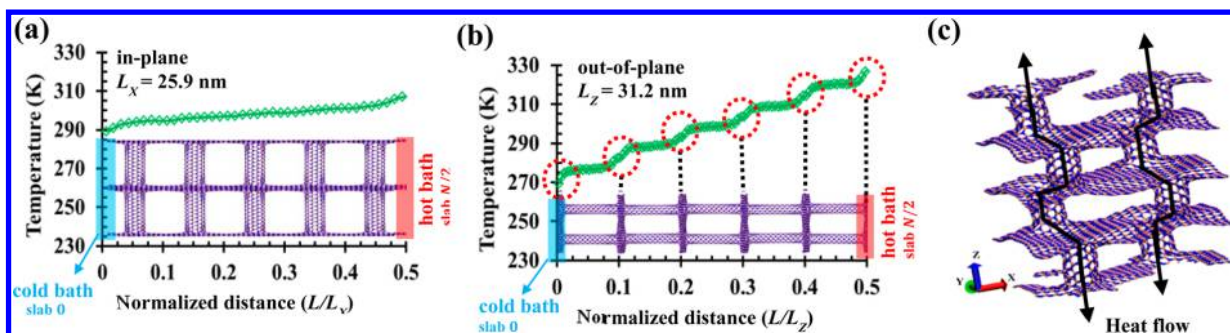 (a)
in-plane
L_X = 25.9 nm
Temperature (K)
330
310
290
270
250
230
0
0.1
0.2
0.3
0.4
0.5
hot bath
slab N/2
cold bath
slab 0
Normalized distance (L/Lᵧ)
(b)
out-of-plane
L_Z = 31.2 nm
Temperature (K)
330
310
290
270
250
230
0
0.1
0.2
0.3
0.4
0.5
hot bath
slab N/2
cold bath
slab 0
Normalized distance (L/L_Z)
(c)
Z
Y
X
Heat flow